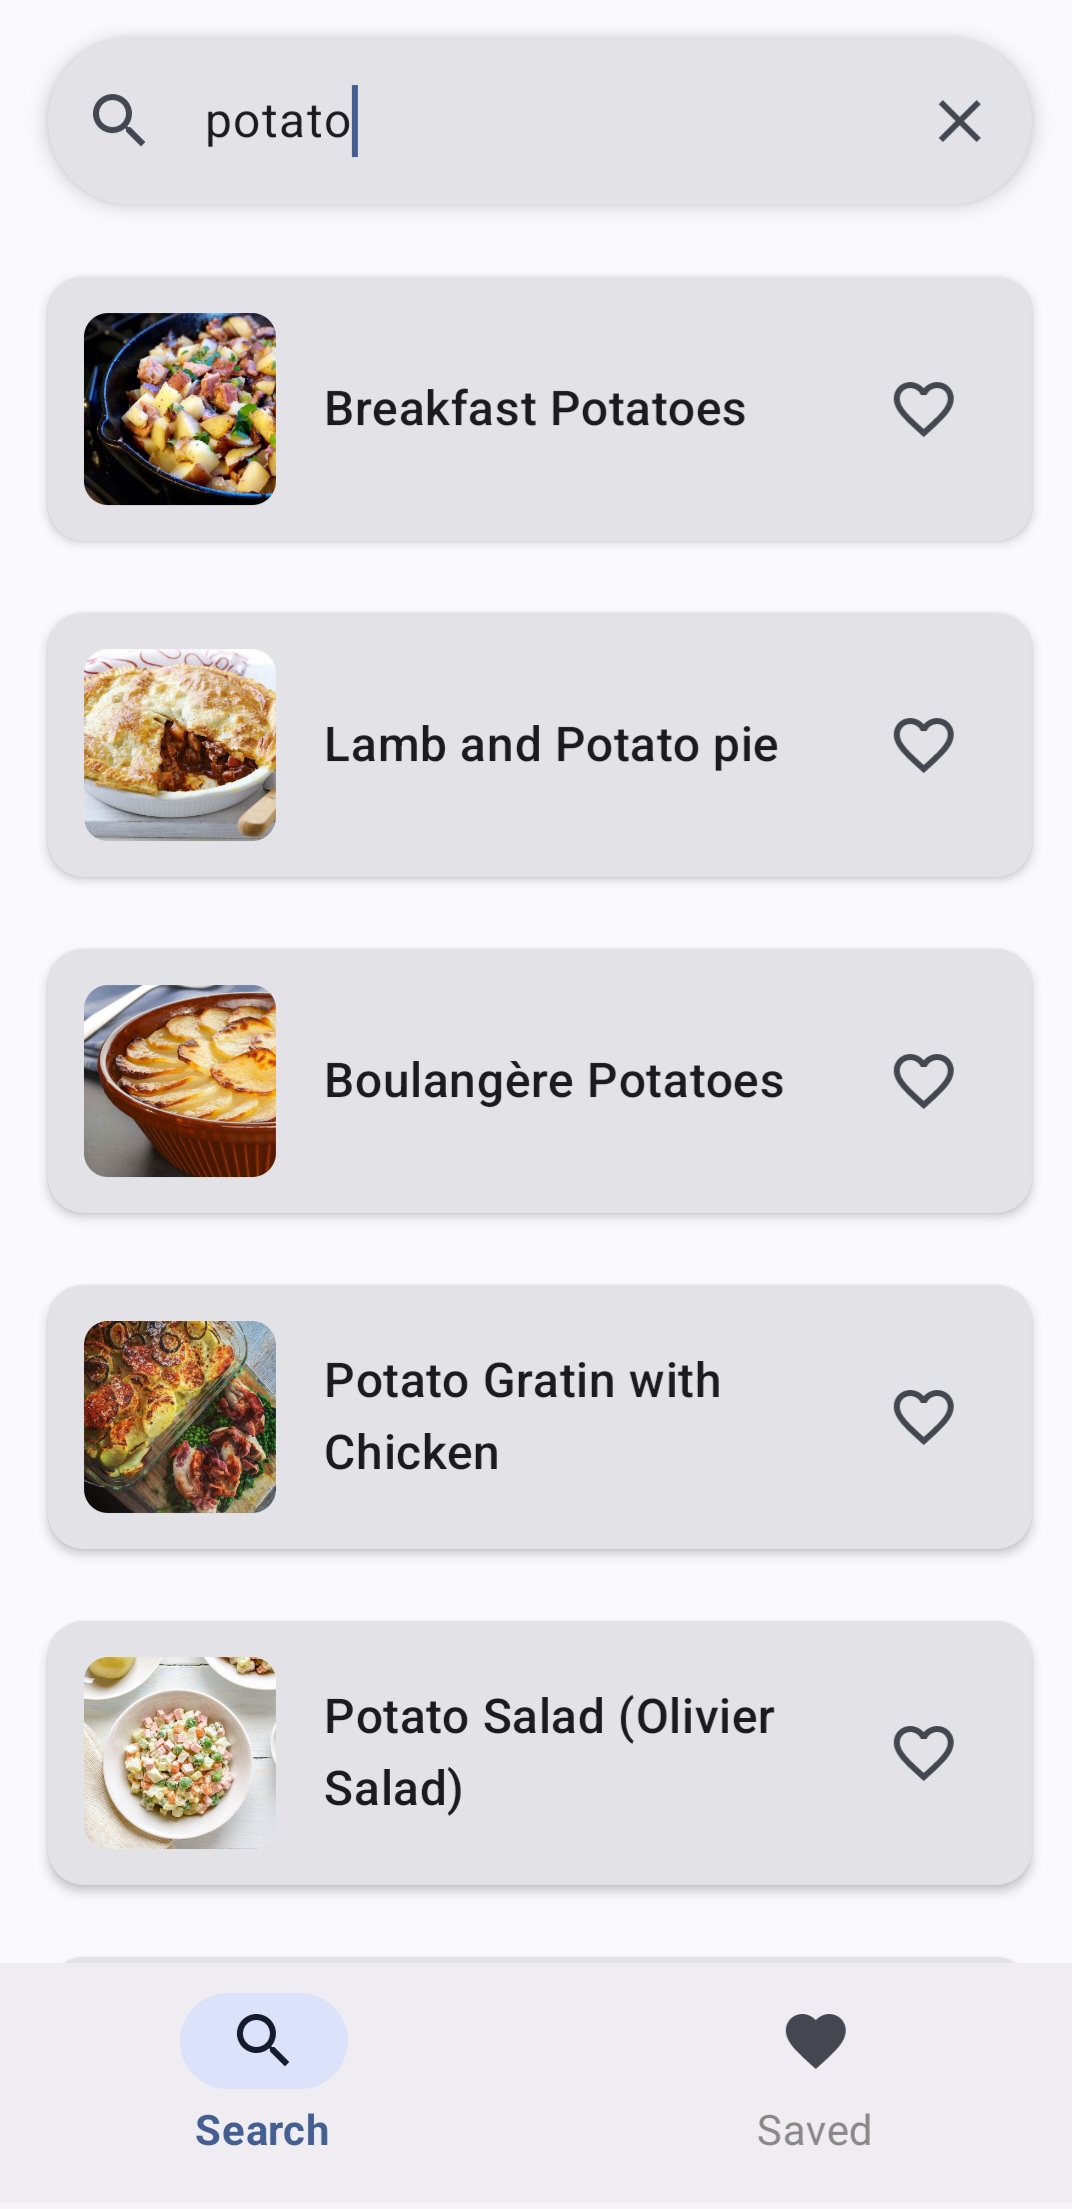 potato
Breakfast Potatoes
Lamb and Potato pie
Boulangère Potatoes
Potato Gratin with
Chicken
Potato Salad (Olivier
Salad)
Search
Saved